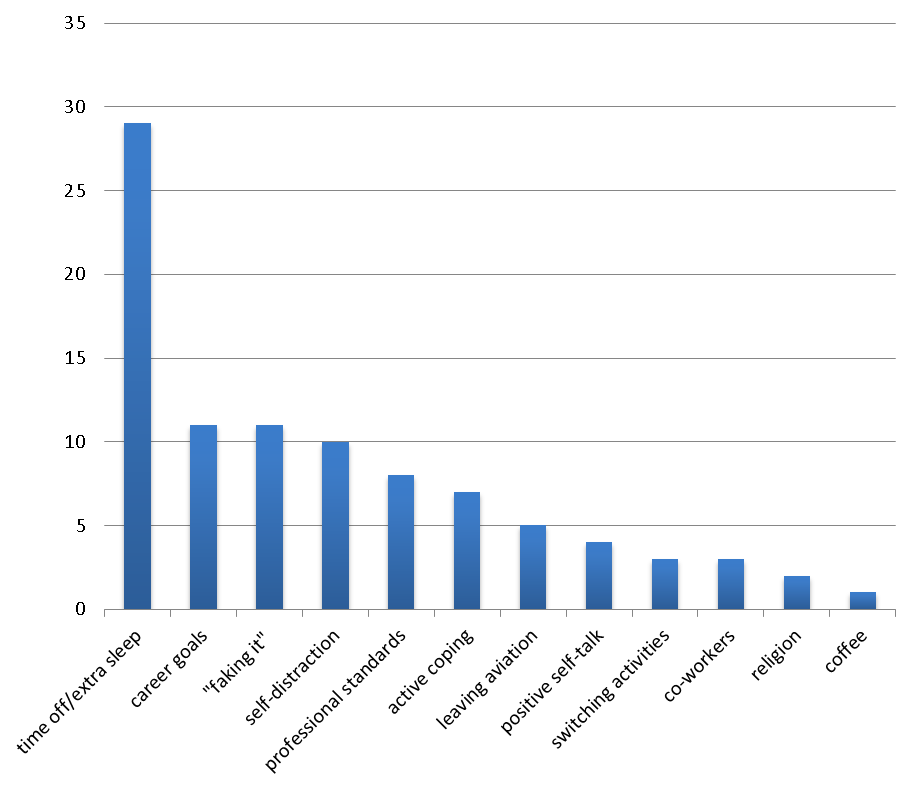 35
30
25
20
15
10
5
0
time off/extra sleep
career goals
"faking it"
self-distraction
professional standards
active coping
leaving aviation
positive self-talk
switching activities
co-workers
religion
coffee